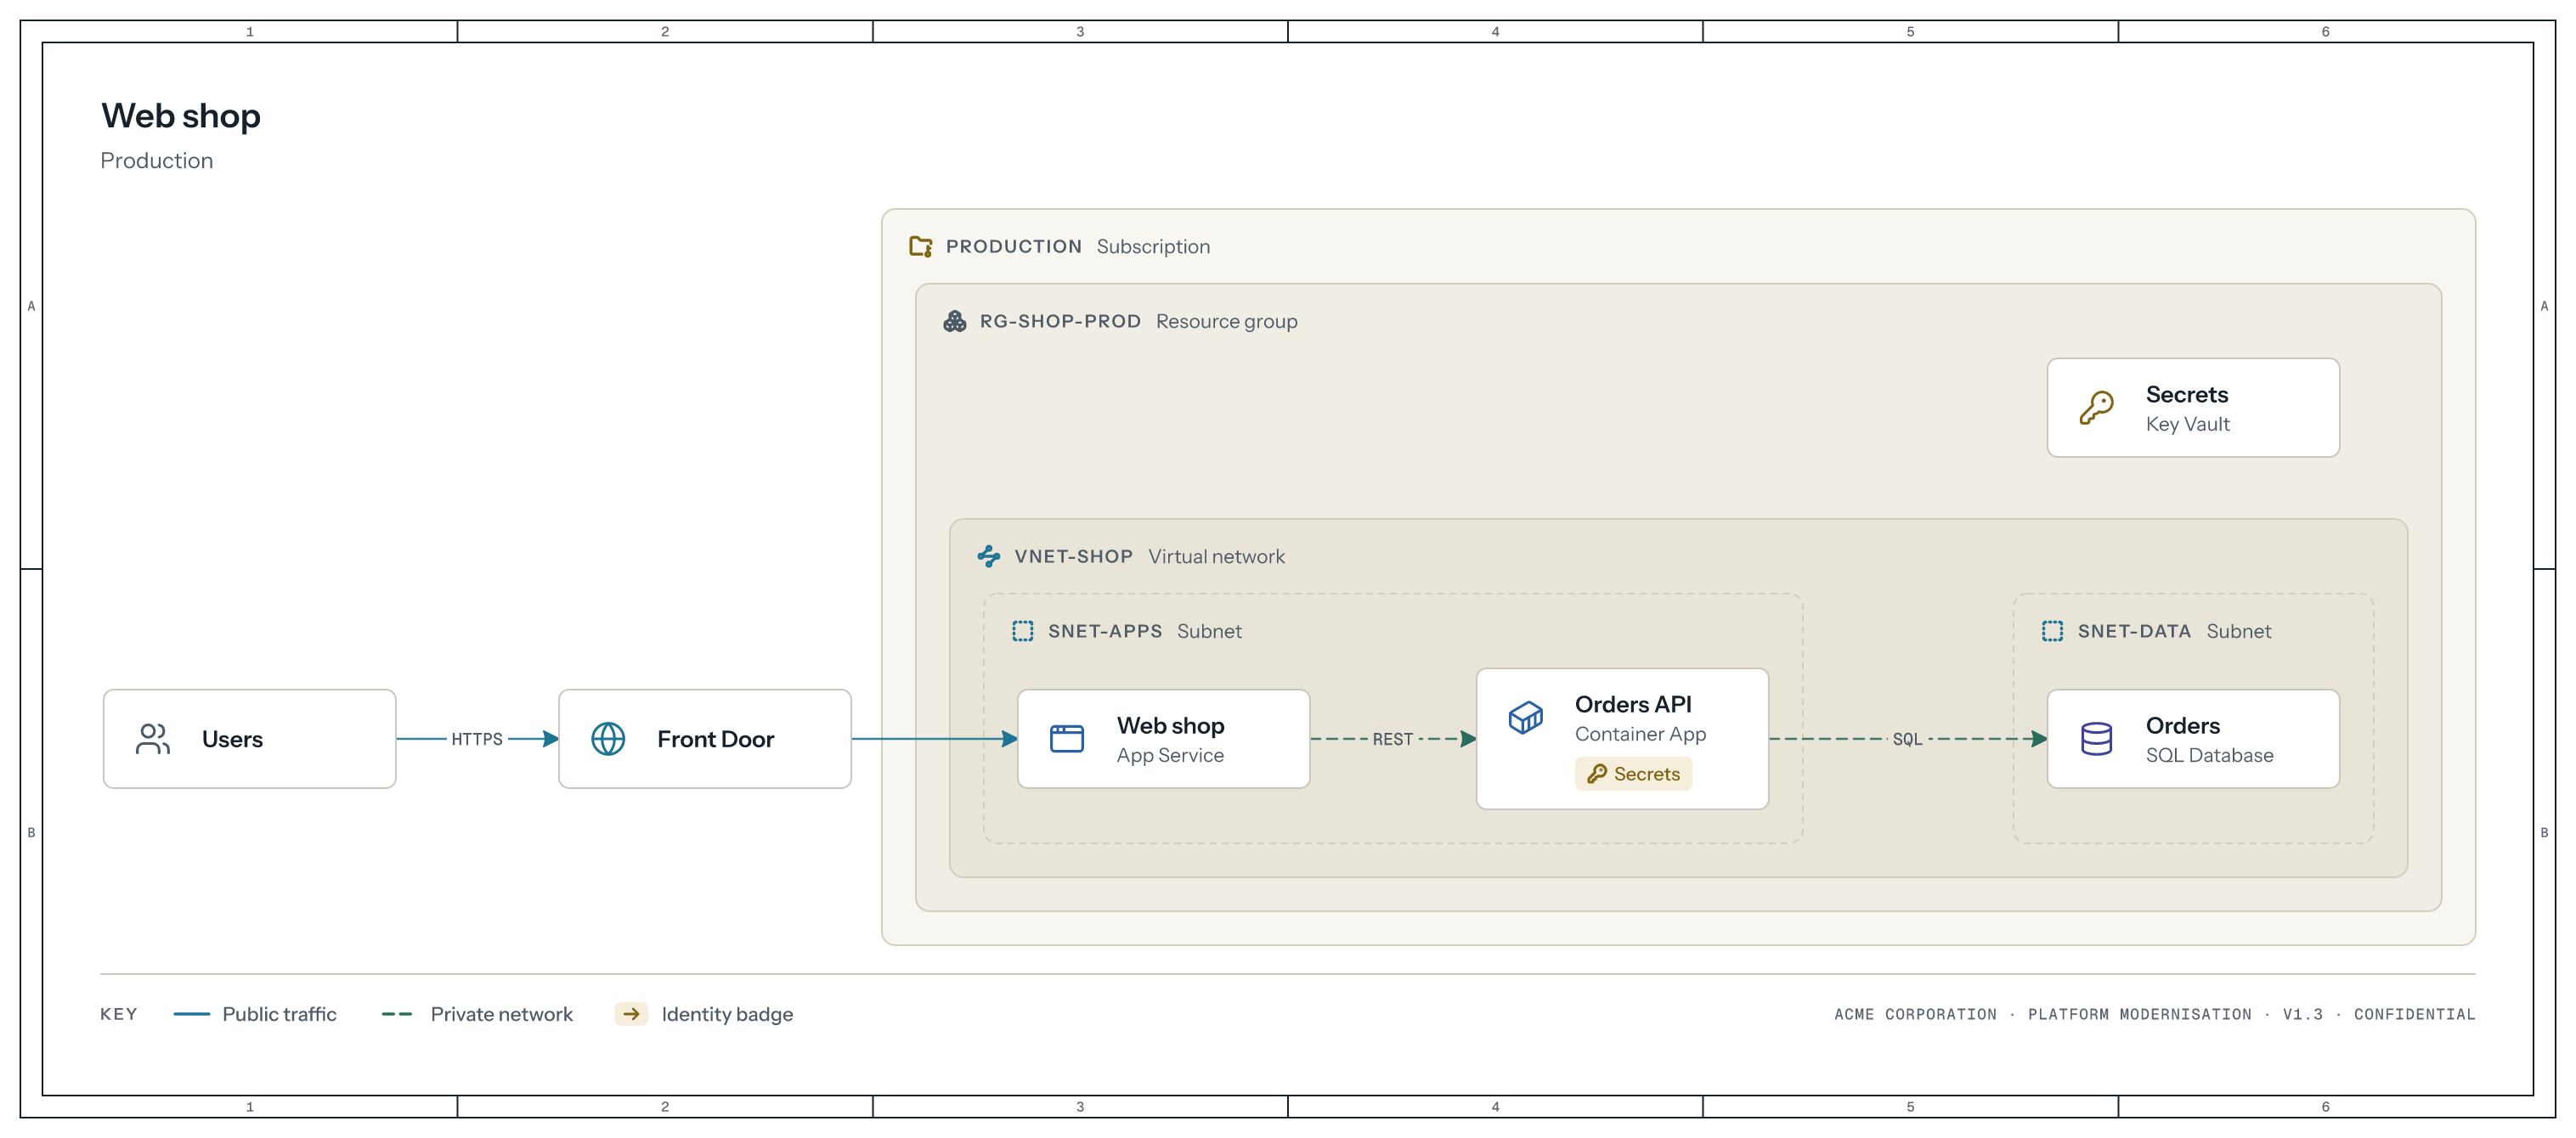 1 2 3 4 5 6
Web shop
Production
PRODUCTION Subscription
A A
RG-SHOP-PROD Resource group
Secrets
Key Vault
VNET-SHOP Virtual network
SNET-APPS Subnet
SNET-DATA Subnet
Users
HTTPS
Front Door
Web shop
App Service
REST
Orders API
Container App
Secrets
SQL
Orders
SQL Database
B B
KEY Public traffic Private network Identity badge
ACME CORPORATION · PLATFORM MODERNISATION · V1.3 · CONFIDENTIAL
1 2 3 4 5 6